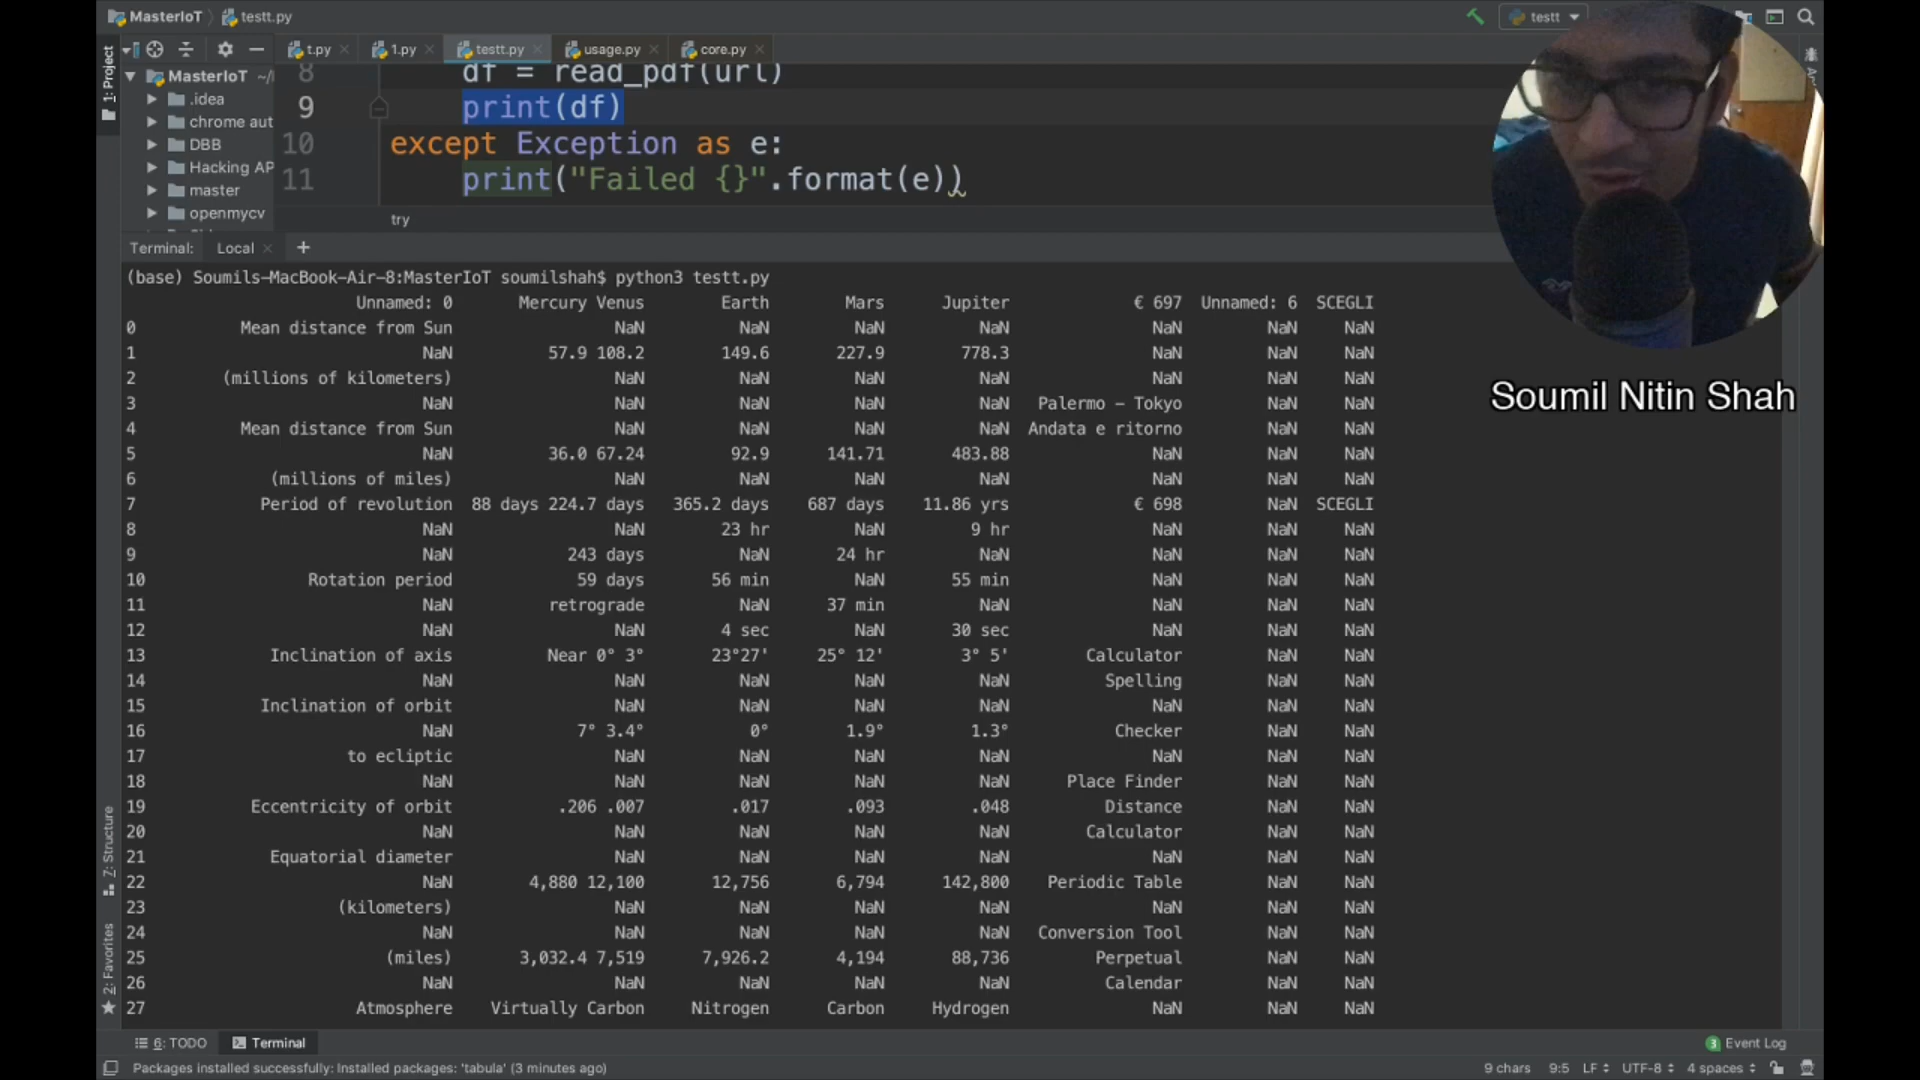 MasterIoT testt.py testt
t.py 1.py testt.py usage.py core.py
1: Project
MasterIoT ~/
.idea
chrome aut
DBB
Hacking AP
master
openmycv
8 df = read_pdf(url)
9 print(df)
10 except Exception as e:
11 print("Failed {}".format(e))
try
Terminal: Local +
(base) Soumils-MacBook-Air-8:MasterIoT soumilshah$ python3 testt.py
Unnamed: 0 Mercury Venus Earth Mars Jupiter € 697 Unnamed: 6 SCEGLI
0 Mean distance from Sun NaN NaN NaN NaN NaN NaN NaN
1 NaN 57.9 108.2 149.6 227.9 778.3 NaN NaN NaN
2 (millions of kilometers) NaN NaN NaN NaN NaN NaN NaN
3 NaN NaN NaN NaN NaN Palermo - Tokyo NaN NaN
4 Mean distance from Sun NaN NaN NaN NaN Andata e ritorno NaN NaN
5 NaN 36.0 67.24 92.9 141.71 483.88 NaN NaN NaN
6 (millions of miles) NaN NaN NaN NaN NaN NaN NaN
7 Period of revolution 88 days 224.7 days 365.2 days 687 days 11.86 yrs € 698 NaN SCEGLI
8 NaN NaN 23 hr NaN 9 hr NaN NaN NaN
9 NaN 243 days NaN 24 hr NaN NaN NaN NaN
10 Rotation period 59 days 56 min NaN 55 min NaN NaN NaN
11 NaN retrograde NaN 37 min NaN NaN NaN NaN
12 NaN NaN 4 sec NaN 30 sec NaN NaN NaN
13 Inclination of axis Near 0° 3° 23°27' 25° 12' 3° 5' Calculator NaN NaN
14 NaN NaN NaN NaN NaN Spelling NaN NaN
15 Inclination of orbit NaN NaN NaN NaN NaN NaN NaN
16 NaN 7° 3.4° 0° 1.9° 1.3° Checker NaN NaN
17 to ecliptic NaN NaN NaN NaN NaN NaN NaN
18 NaN NaN NaN NaN NaN Place Finder NaN NaN
19 Eccentricity of orbit .206 .007 .017 .093 .048 Distance NaN NaN
20 NaN NaN NaN NaN NaN Calculator NaN NaN
21 Equatorial diameter NaN NaN NaN NaN NaN NaN NaN
22 NaN 4,880 12,100 12,756 6,794 142,800 Periodic Table NaN NaN
23 (kilometers) NaN NaN NaN NaN NaN NaN NaN
24 NaN NaN NaN NaN NaN Conversion Tool NaN NaN
25 (miles) 3,032.4 7,519 7,926.2 4,194 88,736 Perpetual NaN NaN
26 NaN NaN NaN NaN NaN Calendar NaN NaN
27 Atmosphere Virtually Carbon Nitrogen Carbon Hydrogen NaN NaN NaN
Soumil Nitin Shah
Z: Structure
2: Favorites
6: TODO Terminal 3 Event Log
Packages installed successfully: Installed packages: 'tabula' (3 minutes ago) 9 chars 9:5 LF UTF-8 4 spaces